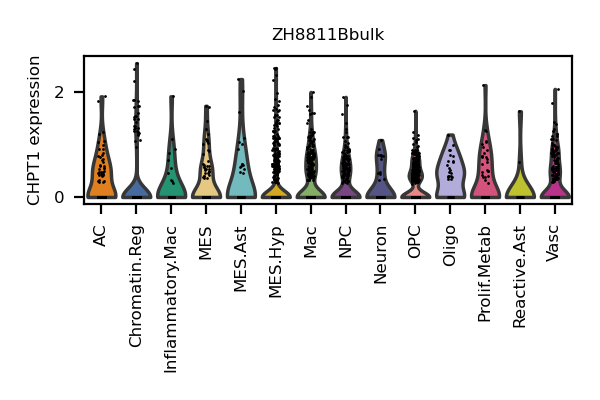 ZH8811Bbulk
CHPT1 expression
2
0
AC
Chromatin.Reg
Inflammatory.Mac
MES
MES.Ast
MES.Hyp
Mac
NPC
Neuron
OPC
Oligo
Prolif.Metab
Reactive.Ast
Vasc